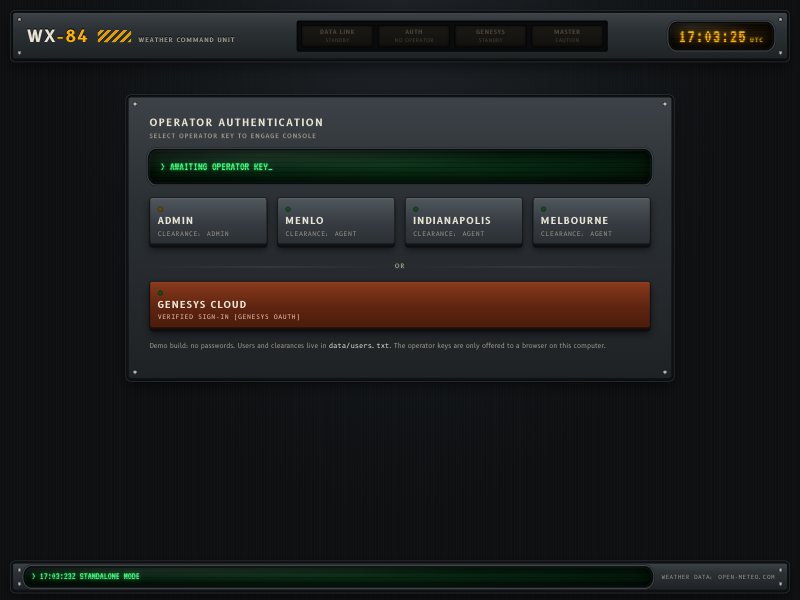 WX-84 WEATHER COMMAND UNIT
DATA LINK
STANDBY
AUTH
NO OPERATOR
GENESYS
STANDBY
MASTER
CAUTION
17:03:25 UTC
OPERATOR AUTHENTICATION
SELECT OPERATOR KEY TO ENGAGE CONSOLE
❯ AWAITING OPERATOR KEY_
ADMIN
CLEARANCE: ADMIN
MENLO
CLEARANCE: AGENT
INDIANAPOLIS
CLEARANCE: AGENT
MELBOURNE
CLEARANCE: AGENT
OR
GENESYS CLOUD
VERIFIED SIGN-IN [GENESYS OAUTH]
Demo build: no passwords. Users and clearances live in data/users.txt. The operator keys are only offered to a browser on this computer.
❯ 17:03:23Z STANDALONE MODE
WEATHER DATA: OPEN-METEO.COM